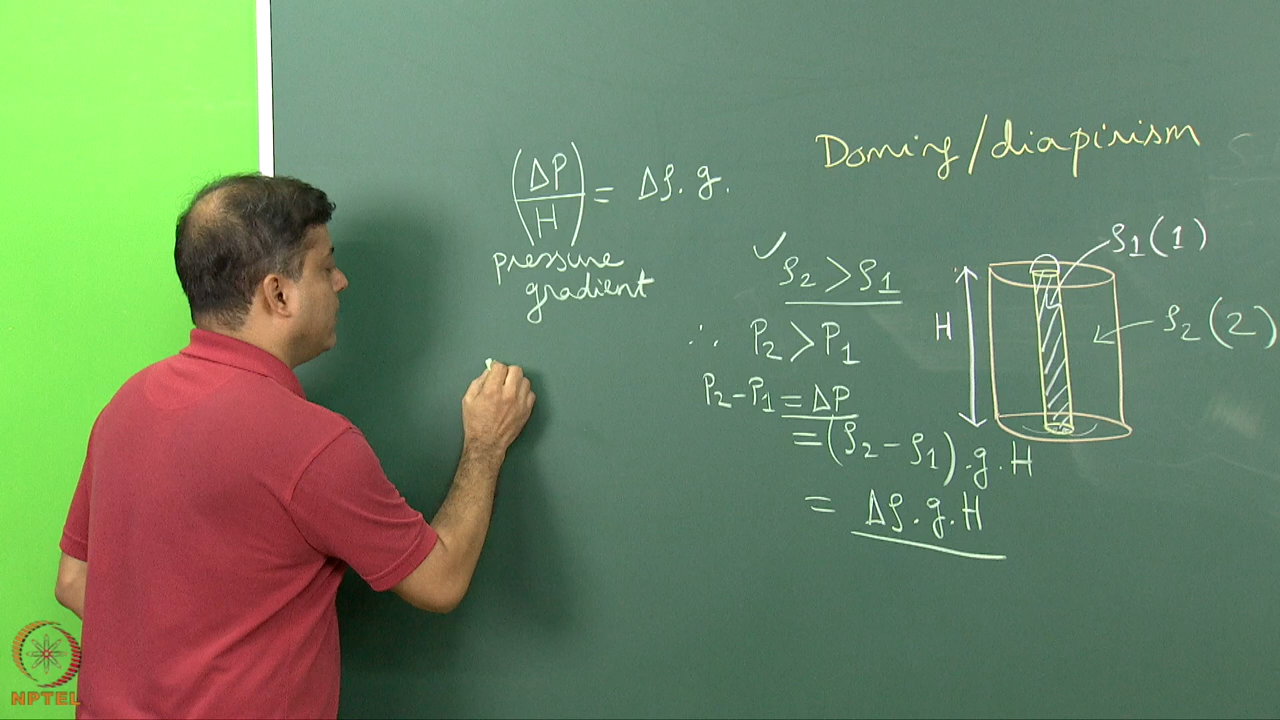 Doming/diapirism
(ΔP/H) = Δρ.g.
pressure
gradient
✓ ρ2 > ρ1
∴ P2 > P1
P2-P1 = ΔP
= (ρ2 - ρ1).g.H
= Δρ.g.H
ρ1(1)
H
ρ2(2)
NPTEL